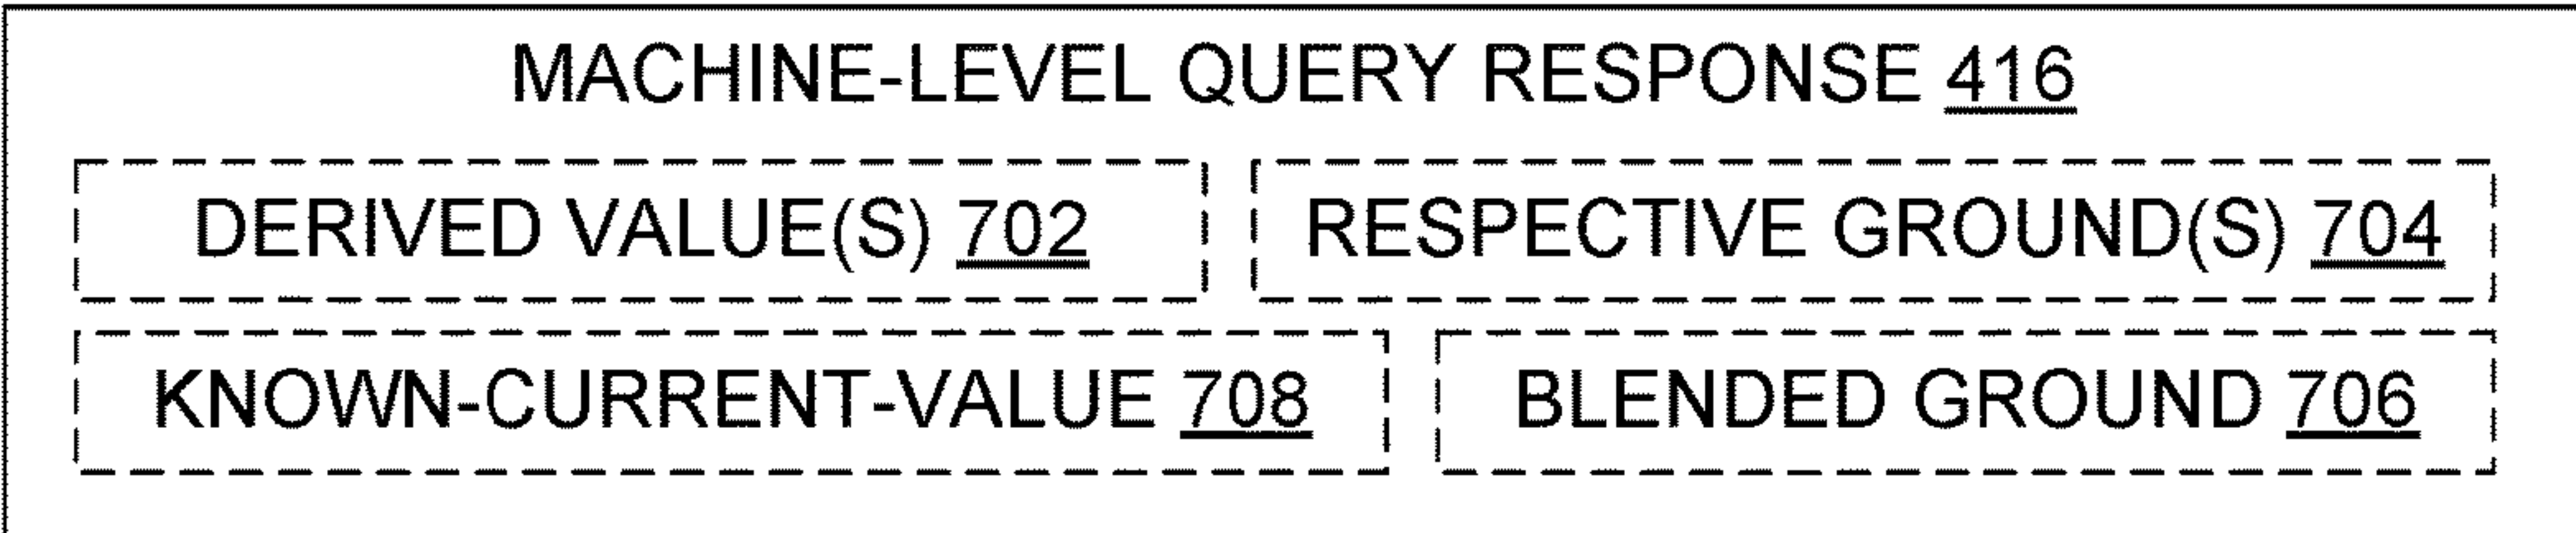 MACHINE-LEVEL QUERY RESPONSE 416
DERIVED VALUE(S) 702
RESPECTIVE GROUND(S) 704
KNOWN-CURRENT-VALUE 708
BLENDED GROUND 706